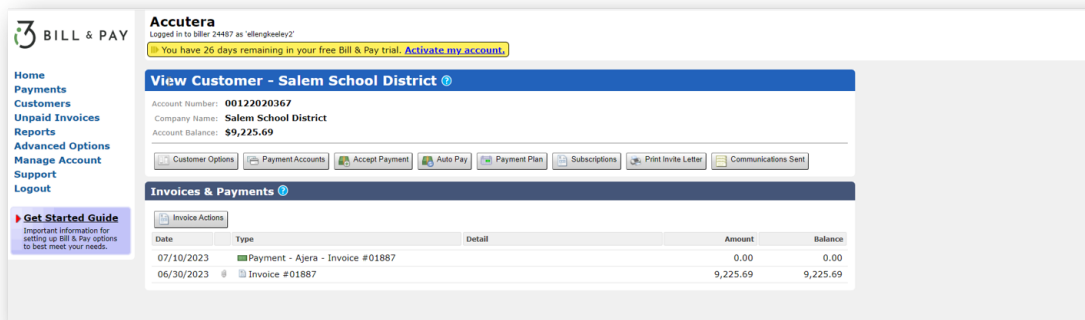 i3 BILL & PAY
Accutera
Logged in to biller 24487 as 'ellengkeeley2'
You have 26 days remaining in your free Bill & Pay trial. Activate my account.
Home
Payments
Customers
Unpaid Invoices
Reports
Advanced Options
Manage Account
Support
Logout
Get Started Guide
Important information for
setting up Bill & Pay options
to best meet your needs.
View Customer - Salem School District ?
Account Number: 00122020367
Company Name: Salem School District
Account Balance: $9,225.69
Customer Options Payment Accounts Accept Payment Auto Pay Payment Plan Subscriptions Print Invite Letter Communications Sent
Invoices & Payments ?
Invoice Actions
Date Type Detail Amount Balance
07/10/2023 Payment - Ajera - Invoice #01887 0.00 0.00
06/30/2023 Invoice #01887 9,225.69 9,225.69